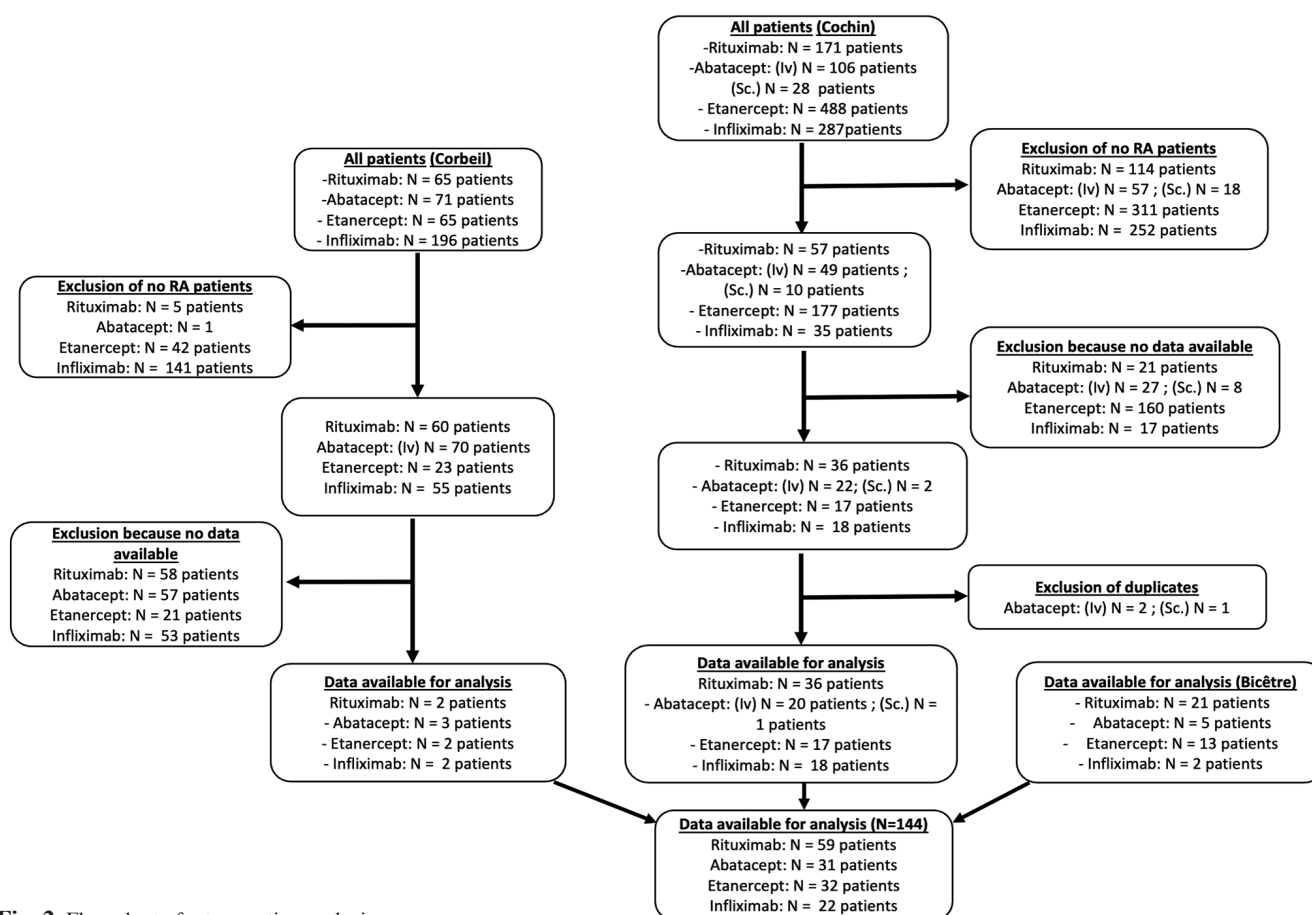 All patients (Cochin)
-Rituximab: N = 171 patients
-Abatacept: (Iv) N = 106 patients
(Sc.) N = 28 patients
- Etanercept: N = 488 patients
- Infliximab: N = 287patients
Exclusion of no RA patients
Rituximab: N = 114 patients
Abatacept: (Iv) N = 57 ; (Sc.) N = 18
Etanercept: N = 311 patients
Infliximab: N = 252 patients
All patients (Corbeil)
-Rituximab: N = 65 patients
-Abatacept: N = 71 patients
- Etanercept: N = 65 patients
- Infliximab: N = 196 patients
-Rituximab: N = 57 patients
-Abatacept: (Iv) N = 49 patients ;
(Sc.) N = 10 patients
- Etanercept: N = 177 patients
- Infliximab: N = 35 patients
Exclusion of no RA patients
Rituximab: N = 5 patients
Abatacept: N = 1
Etanercept: N = 42 patients
Infliximab: N = 141 patients
Exclusion because no data available
Rituximab: N = 21 patients
Abatacept: (Iv) N = 27 ; (Sc.) N = 8
Etanercept: N = 160 patients
Infliximab: N = 17 patients
Rituximab: N = 60 patients
Abatacept: (Iv) N = 70 patients
Etanercept: N = 23 patients
Infliximab: N = 55 patients
- Rituximab: N = 36 patients
- Abatacept: (Iv) N = 22; (Sc.) N = 2
- Etanercept: N = 17 patients
- Infliximab: N = 18 patients
Exclusion because no data
available
Rituximab: N = 58 patients
Abatacept: N = 57 patients
Etanercept: N = 21 patients
Infliximab: N = 53 patients
Exclusion of duplicates
Abatacept: (Iv) N = 2 ; (Sc.) N = 1
Data available for analysis
Rituximab: N = 2 patients
- Abatacept: N = 3 patients
- Etanercept: N = 2 patients
- Infliximab: N = 2 patients
Data available for analysis
Rituximab: N = 36 patients
- Abatacept: (Iv) N = 20 patients ; (Sc.) N =
1 patients
- Etanercept: N = 17 patients
- Infliximab: N = 18 patients
Data available for analysis (Bicêtre)
- Rituximab: N = 21 patients
- Abatacept: N = 5 patients
- Etanercept: N = 13 patients
- Infliximab: N = 2 patients
Data available for analysis (N=144)
Rituximab: N = 59 patients
Abatacept: N = 31 patients
Etanercept: N = 32 patients
Infliximab: N = 22 patients